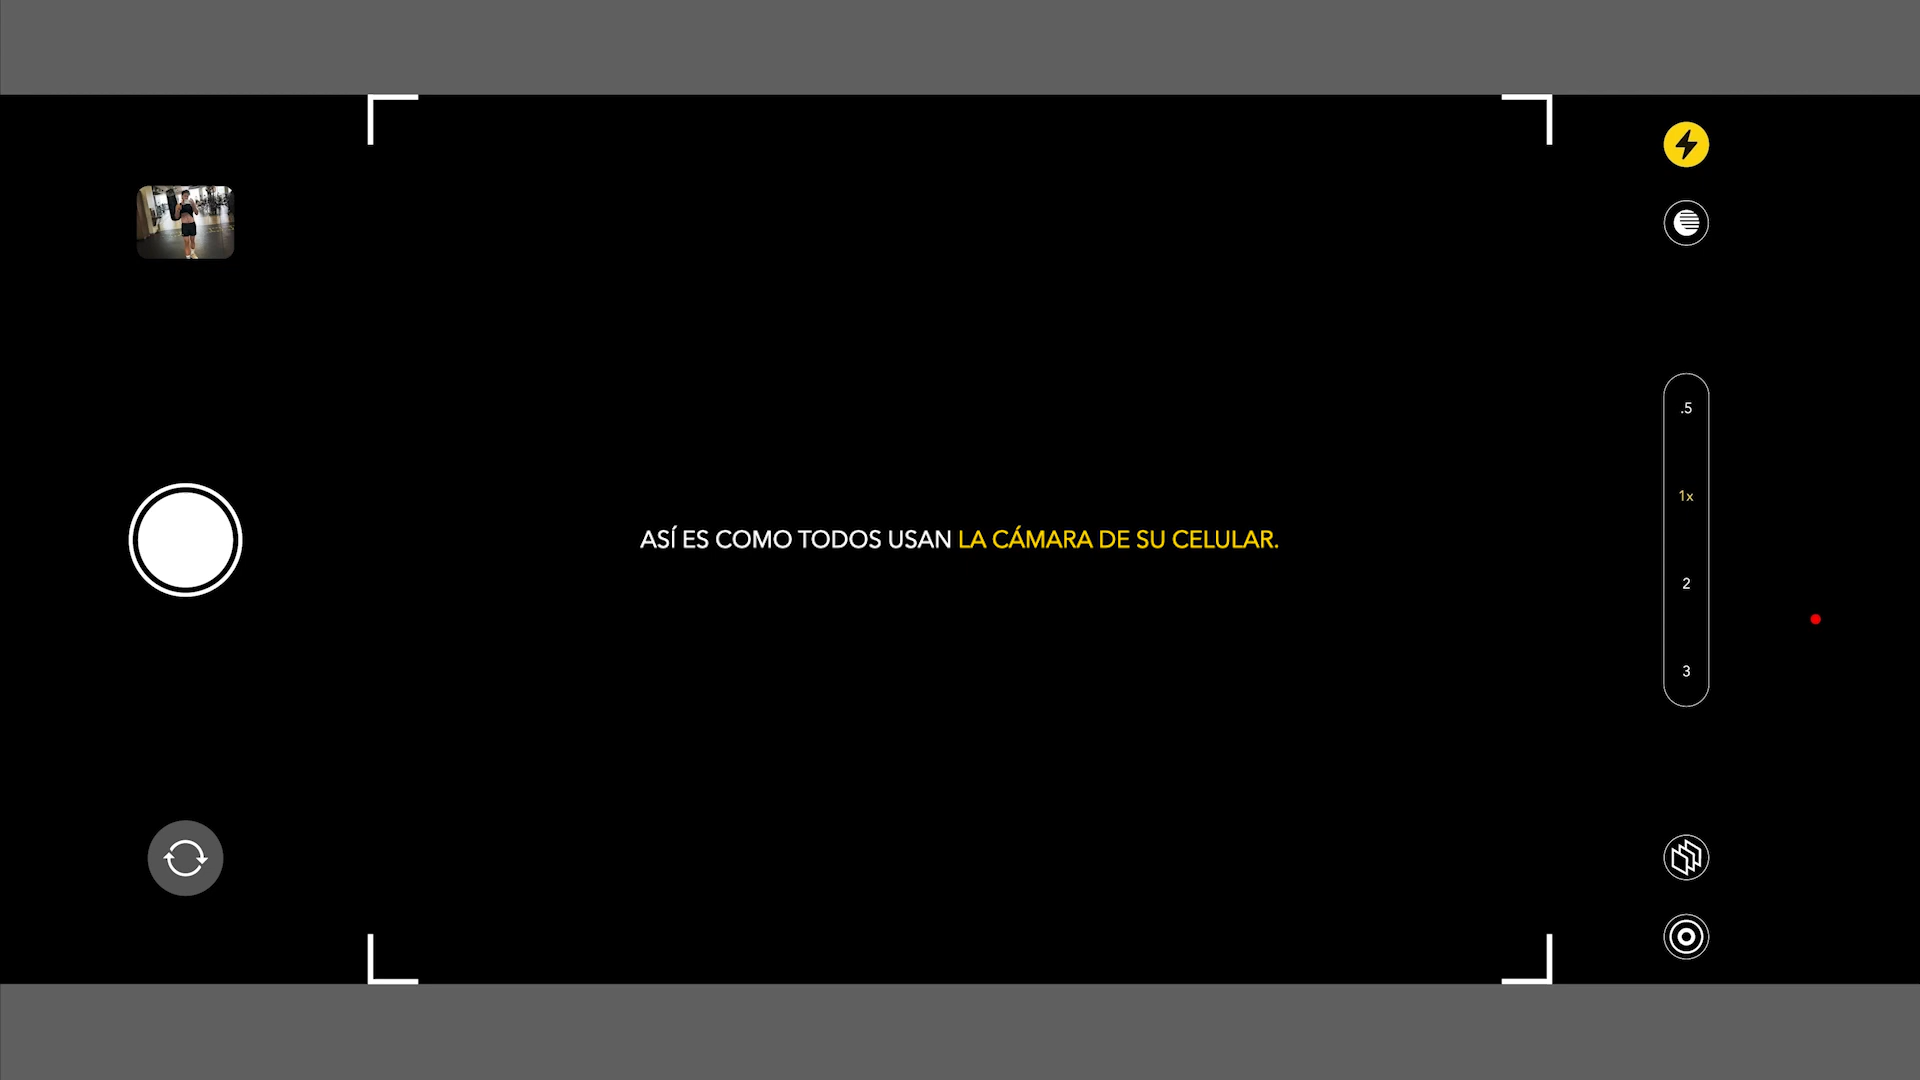 ASÍ ES COMO TODOS USAN LA CÁMARA DE SU CELULAR.
.5
1x
2
3